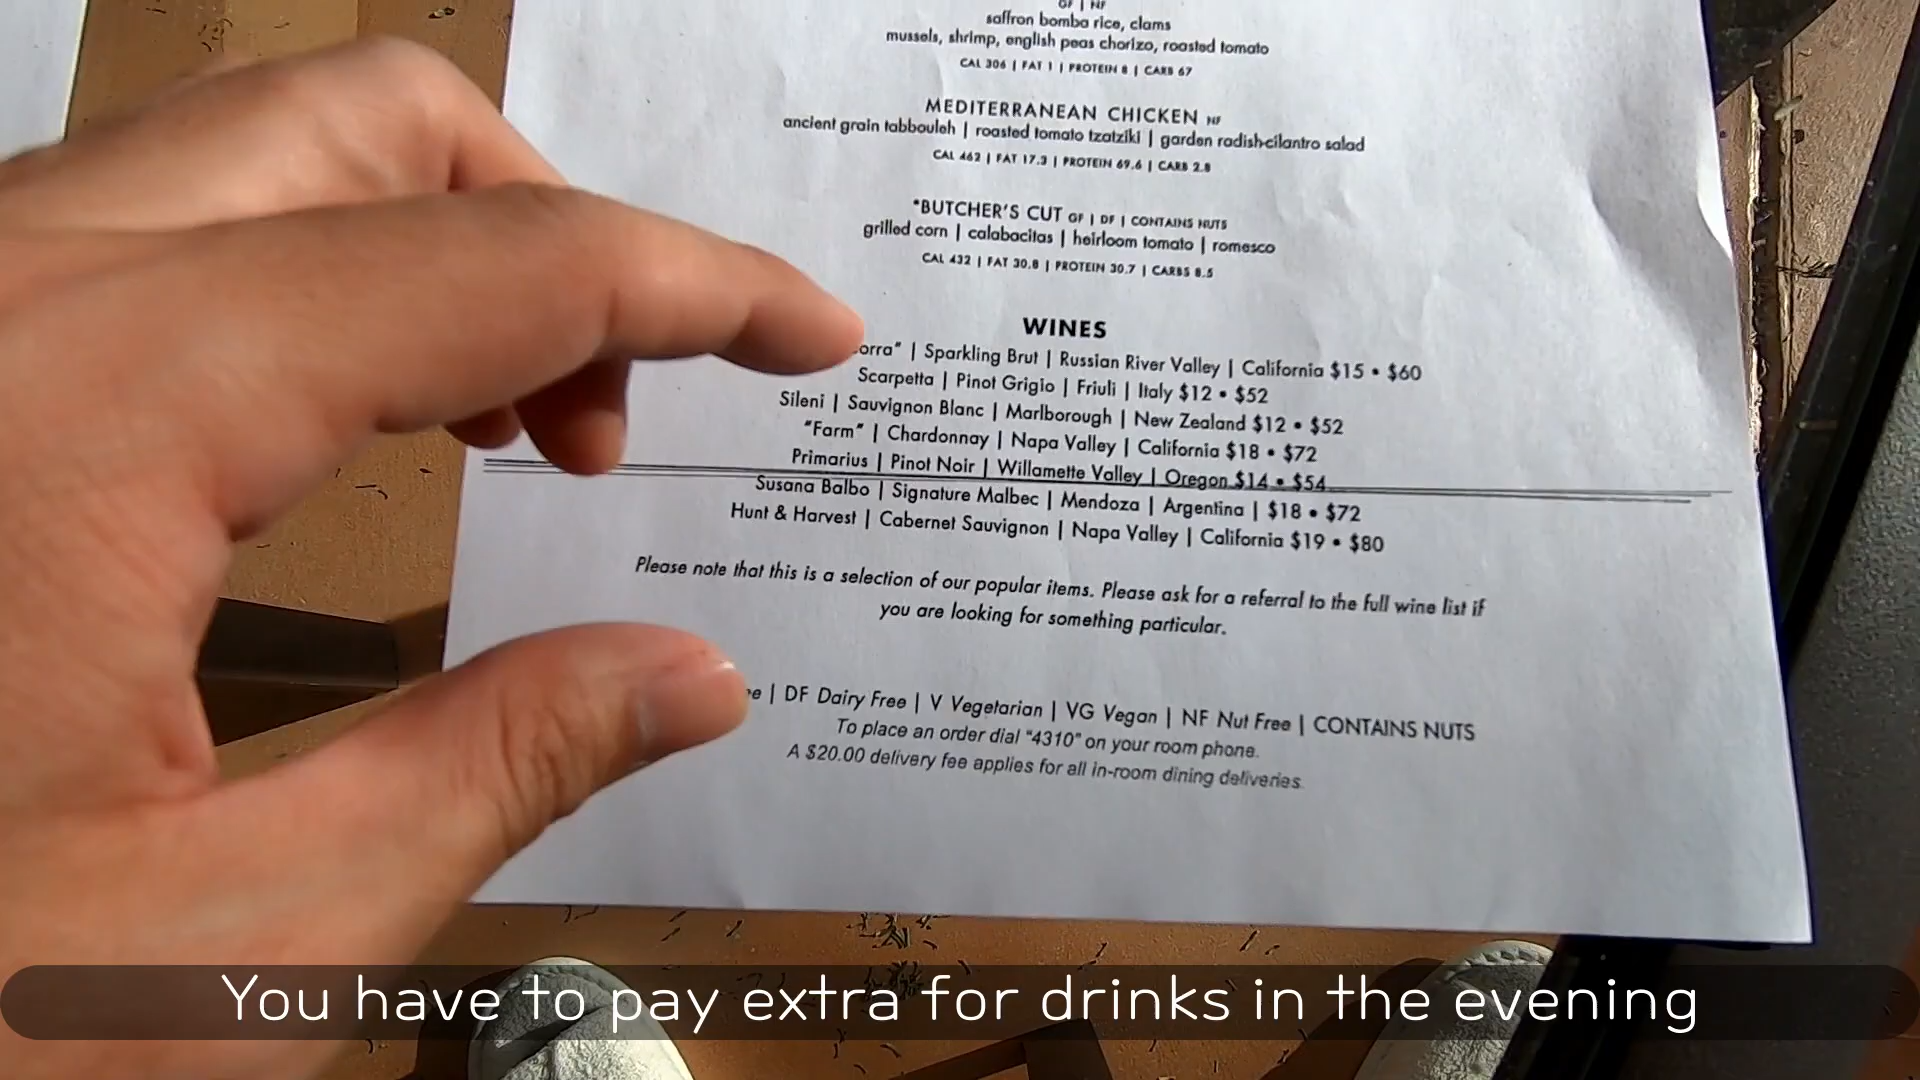 GF | NF
saffron bomba rice, clams
mussels, shrimp, english peas chorizo, roasted tomato
CAL 306 | FAT 1 | PROTEIN 8 | CARB 67
MEDITERRANEAN CHICKEN NF
ancient grain tabbouleh | roasted tomato tzatziki | garden radish-cilantro salad
CAL 462 | FAT 17.3 | PROTEIN 69.6 | CARB 2.8
*BUTCHER'S CUT GF | DF | CONTAINS NUTS
grilled corn | calabacitas | heirloom tomato | romesco
CAL 432 | FAT 30.8 | PROTEIN 30.7 | CARBS 8.5
WINES
orra" | Sparkling Brut | Russian River Valley | California $15 • $60
Scarpetta | Pinot Grigio | Friuli | Italy $12 • $52
Sileni | Sauvignon Blanc | Marlborough | New Zealand $12 • $52
"Farm" | Chardonnay | Napa Valley | California $18 • $72
Primarius | Pinot Noir | Willamette Valley | Oregon $14 • $54
Susana Balbo | Signature Malbec | Mendoza | Argentina | $18 • $72
Hunt & Harvest | Cabernet Sauvignon | Napa Valley | California $19 • $80
Please note that this is a selection of our popular items. Please ask for a referral to the full wine list if
you are looking for something particular.
| DF Dairy Free | V Vegetarian | VG Vegan | NF Nut Free | CONTAINS NUTS
To place an order dial "4310" on your room phone.
A $20.00 delivery fee applies for all in-room dining deliveries.
You have to pay extra for drinks in the evening